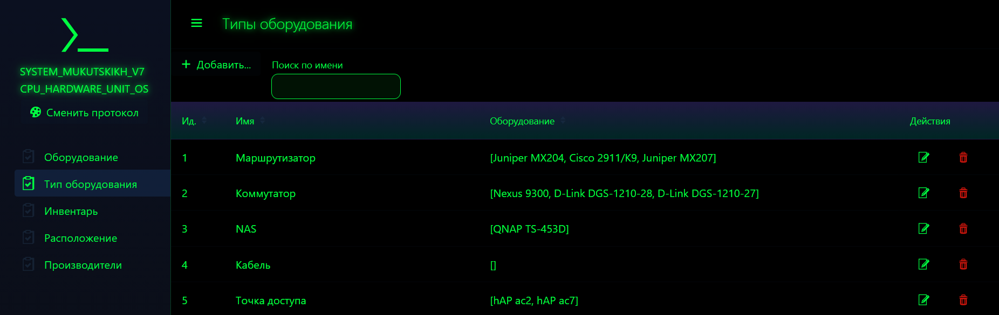 SYSTEM_MUKUTSKIKH_V7
CPU_HARDWARE_UNIT_OS
Сменить протокол
Оборудование
Тип оборудования
Инвентарь
Расположение
Производители
Типы оборудования
Добавить...
Поиск по имени
Ид. Имя Оборудование Действия
1 Маршрутизатор [Juniper MX204, Cisco 2911/K9, Juniper MX207]
2 Коммутатор [Nexus 9300, D-Link DGS-1210-28, D-Link DGS-1210-27]
3 NAS [QNAP TS-453D]
4 Кабель []
5 Точка доступа [hAP ac2, hAP ac7]